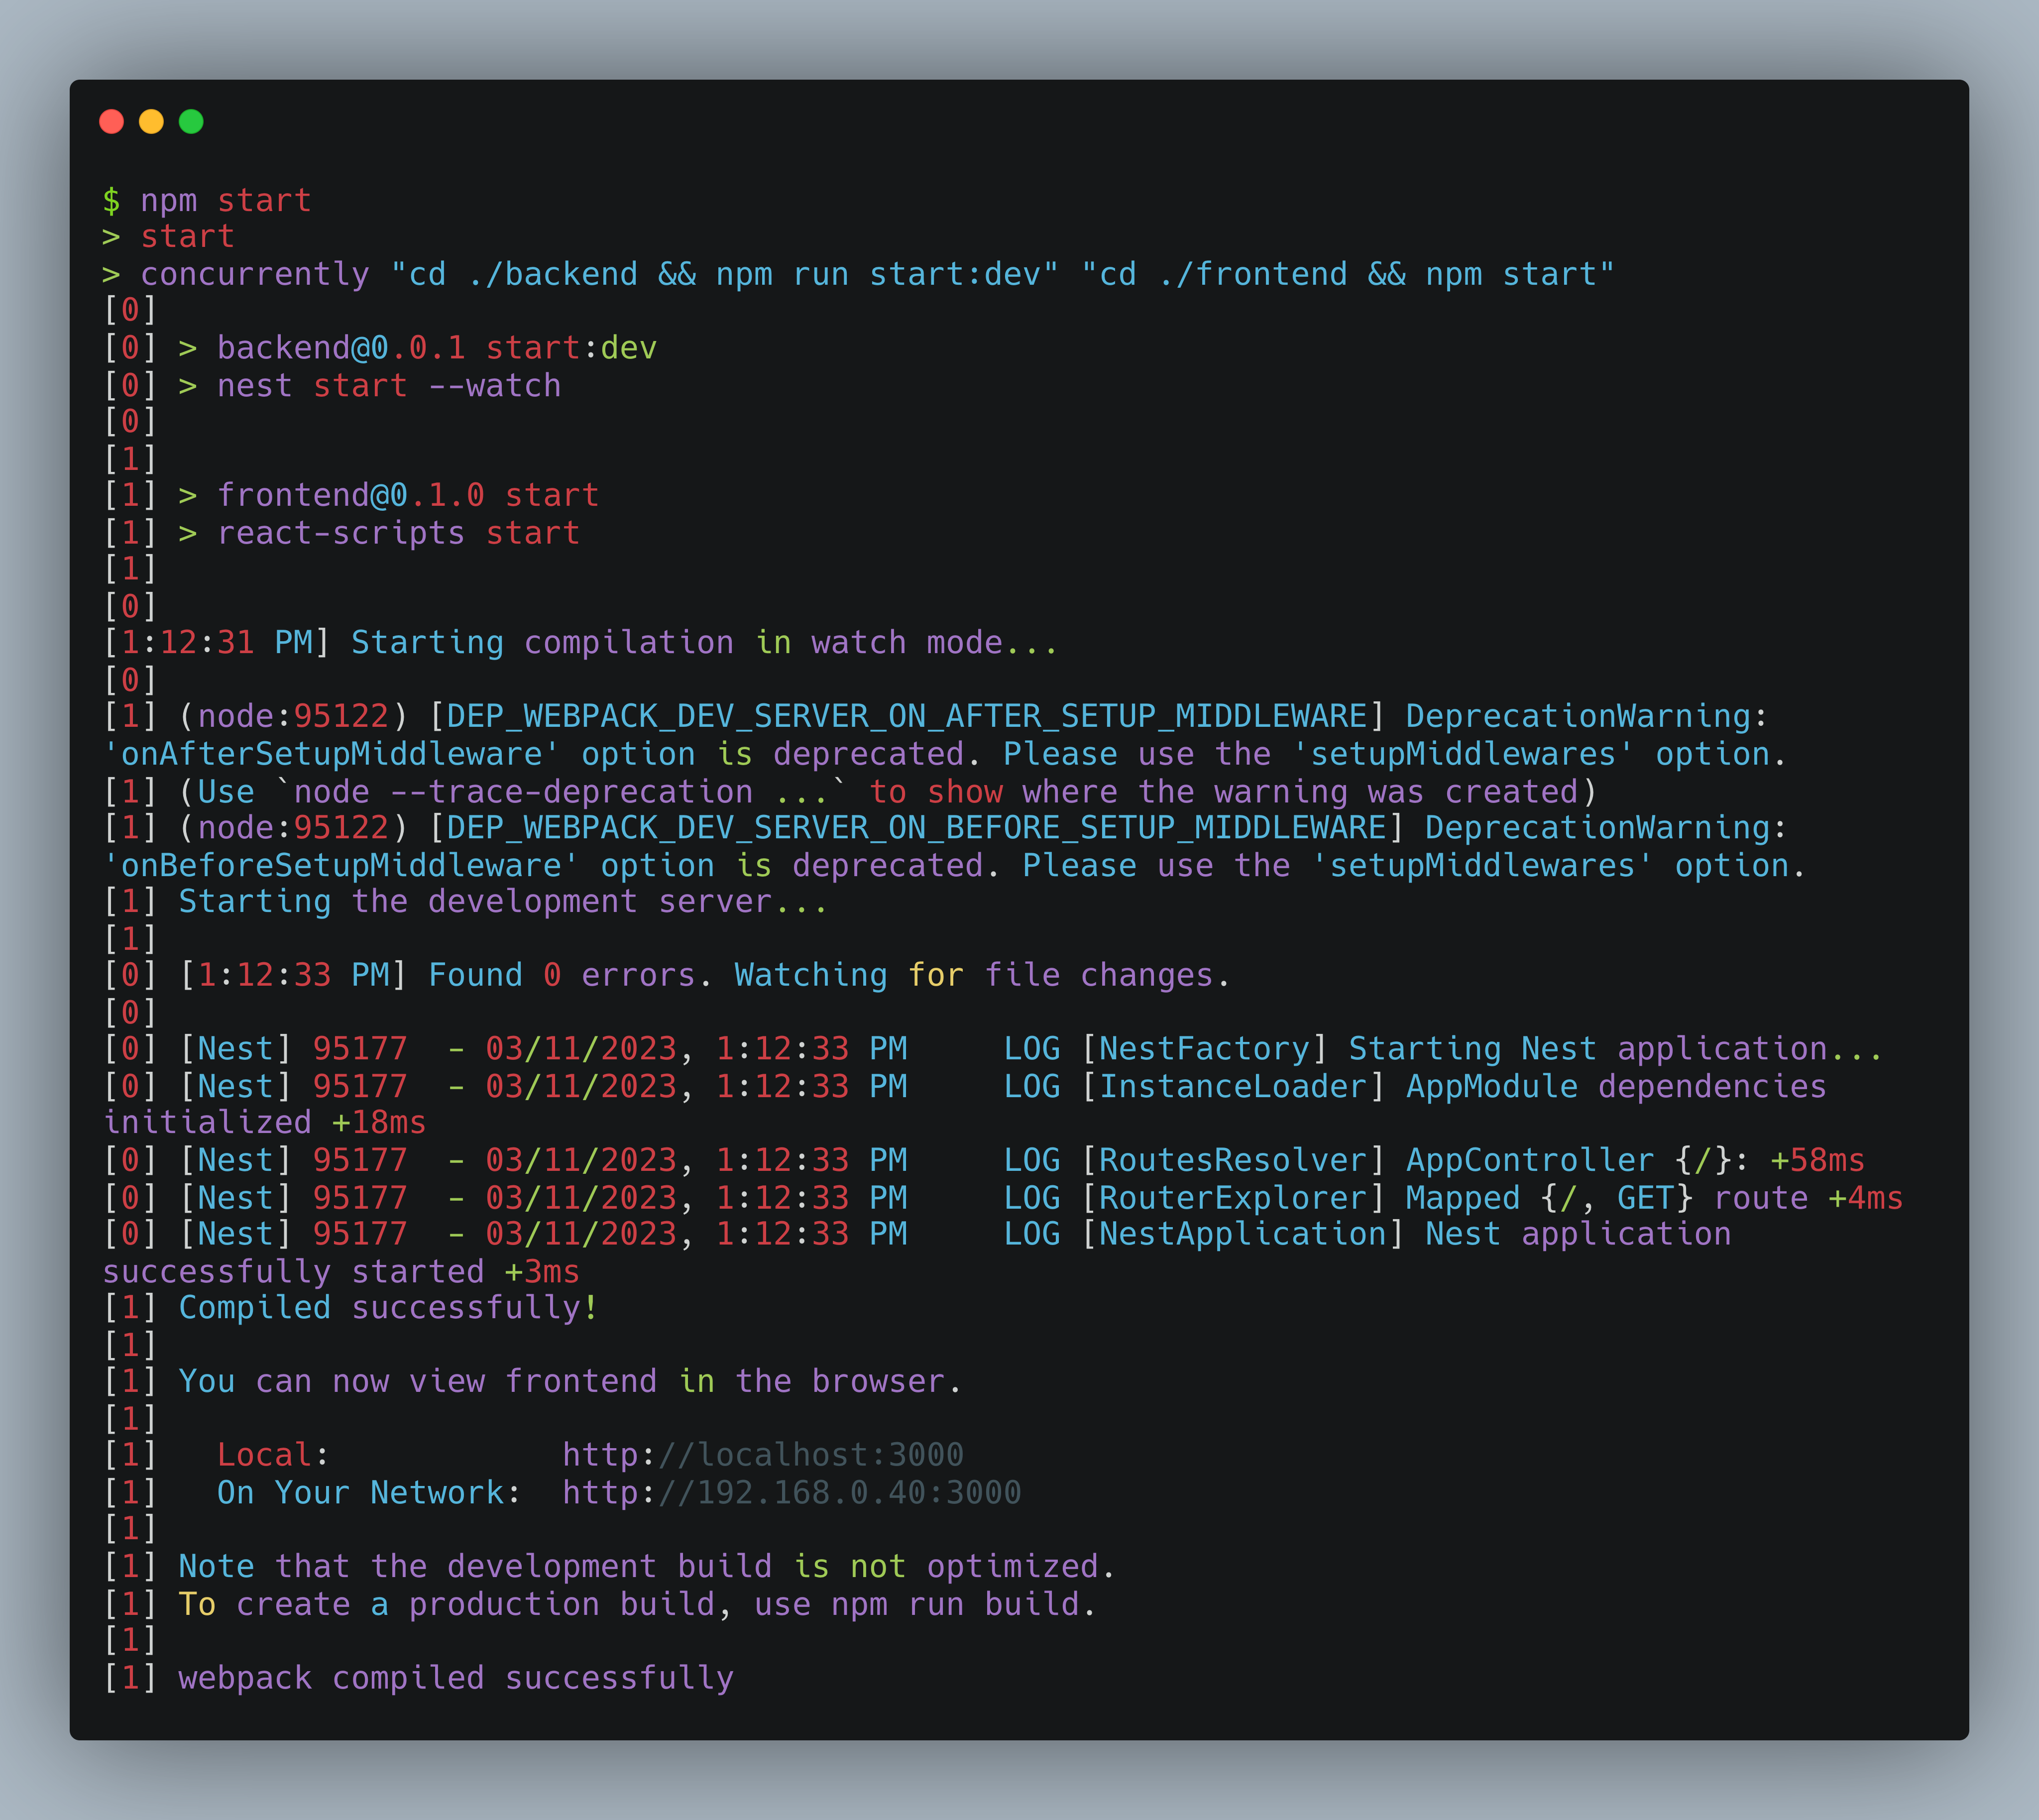 $ npm start
> start
> concurrently "cd ./backend && npm run start:dev" "cd ./frontend && npm start"
[0]
[0] > backend@0.0.1 start:dev
[0] > nest start --watch
[0]
[1]
[1] > frontend@0.1.0 start
[1] > react-scripts start
[1]
[0]
[1:12:31 PM] Starting compilation in watch mode...
[0]
[1] (node:95122) [DEP_WEBPACK_DEV_SERVER_ON_AFTER_SETUP_MIDDLEWARE] DeprecationWarning:
'onAfterSetupMiddleware' option is deprecated. Please use the 'setupMiddlewares' option.
[1] (Use `node --trace-deprecation ...` to show where the warning was created)
[1] (node:95122) [DEP_WEBPACK_DEV_SERVER_ON_BEFORE_SETUP_MIDDLEWARE] DeprecationWarning:
'onBeforeSetupMiddleware' option is deprecated. Please use the 'setupMiddlewares' option.
[1] Starting the development server...
[1]
[0] [1:12:33 PM] Found 0 errors. Watching for file changes.
[0]
[0] [Nest] 95177  - 03/11/2023, 1:12:33 PM     LOG [NestFactory] Starting Nest application...
[0] [Nest] 95177  - 03/11/2023, 1:12:33 PM     LOG [InstanceLoader] AppModule dependencies
initialized +18ms
[0] [Nest] 95177  - 03/11/2023, 1:12:33 PM     LOG [RoutesResolver] AppController {/}: +58ms
[0] [Nest] 95177  - 03/11/2023, 1:12:33 PM     LOG [RouterExplorer] Mapped {/, GET} route +4ms
[0] [Nest] 95177  - 03/11/2023, 1:12:33 PM     LOG [NestApplication] Nest application
successfully started +3ms
[1] Compiled successfully!
[1]
[1] You can now view frontend in the browser.
[1]
[1]   Local:            http://localhost:3000
[1]   On Your Network:  http://192.168.0.40:3000
[1]
[1] Note that the development build is not optimized.
[1] To create a production build, use npm run build.
[1]
[1] webpack compiled successfully